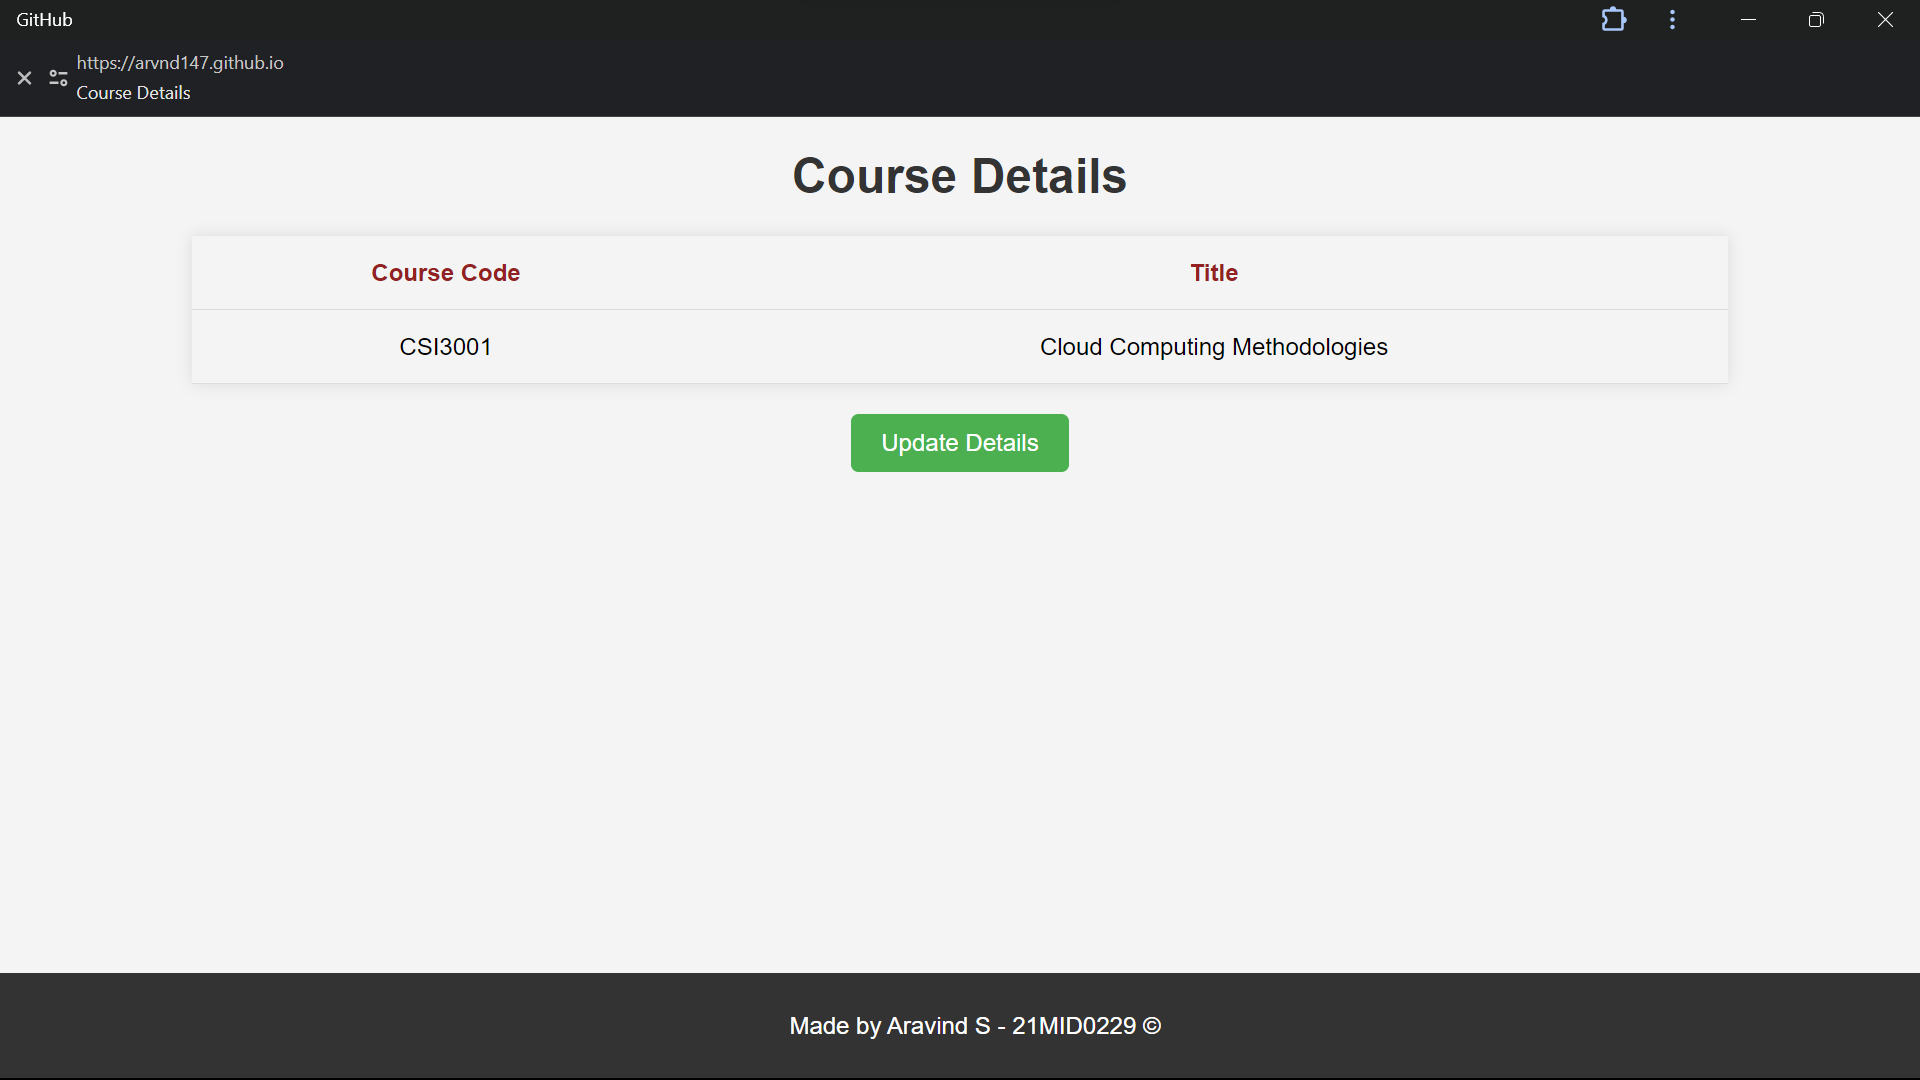 GitHub
https://arvnd147.github.io
Course Details
Course Details
Course Code Title
CSI3001 Cloud Computing Methodologies
Update Details
Made by Aravind S - 21MID0229 ©